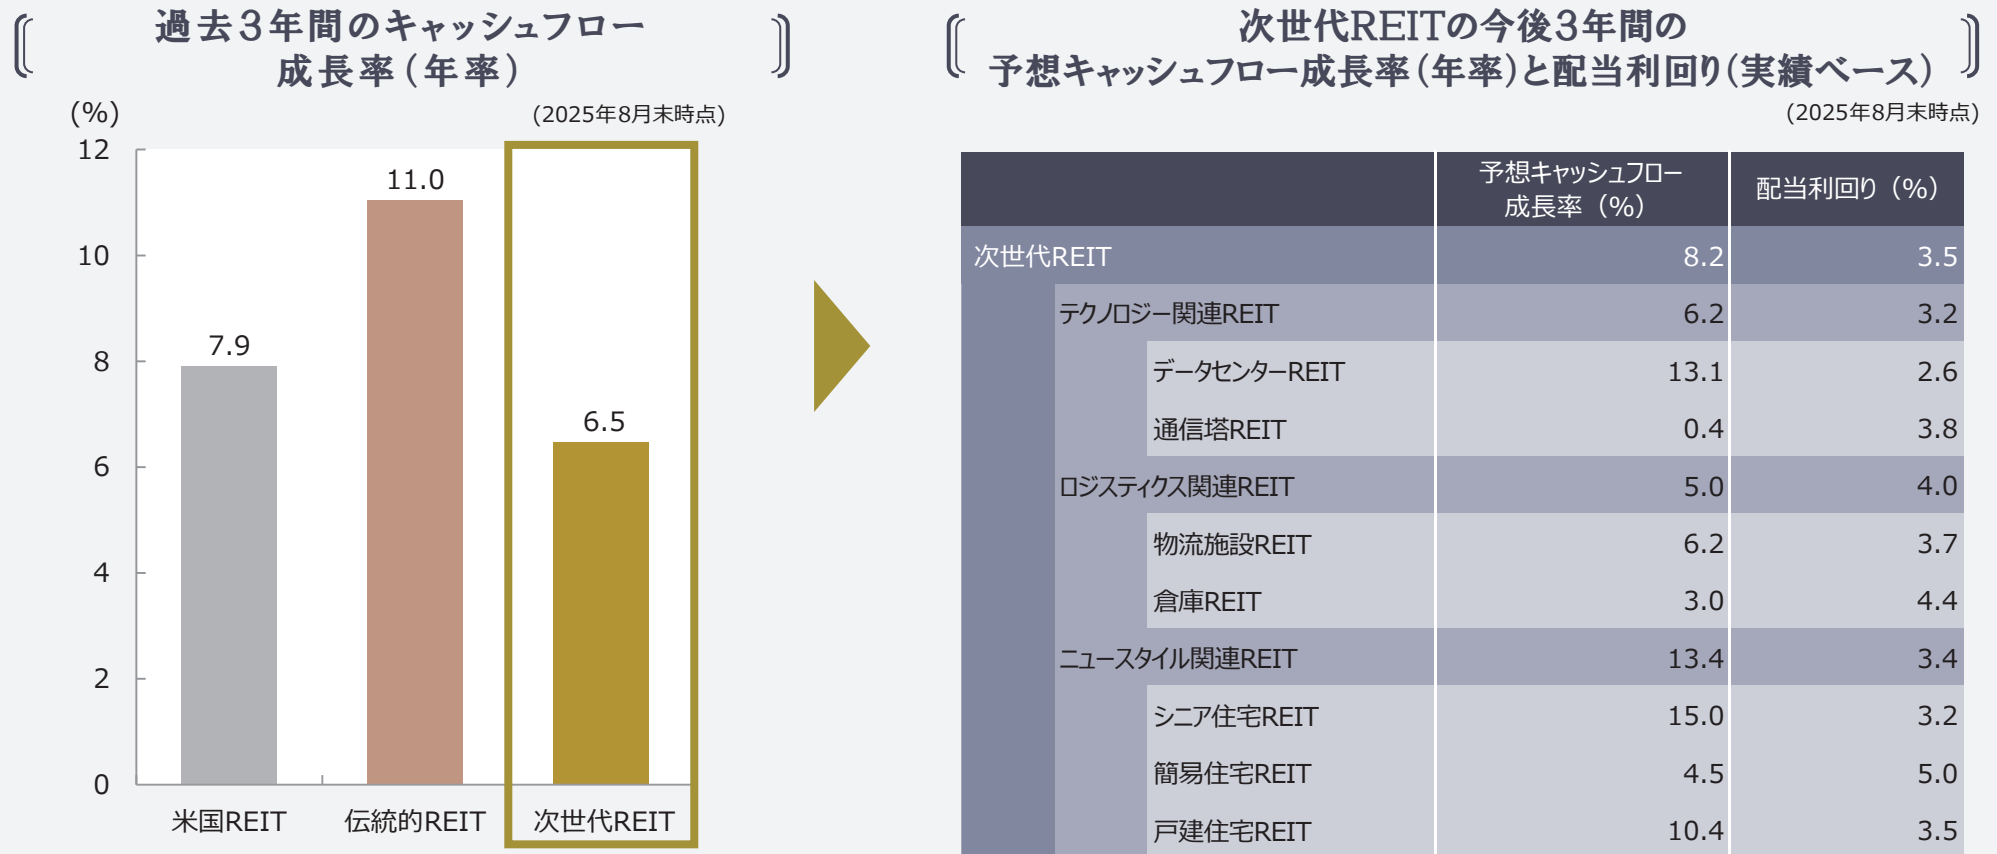 過去3年間のキャッシュフロー
成長率(年率)
(2025年8月末時点)
(%)
12
10
8
6
4
2
0
7.9
11.0
6.5
米国REIT
伝統的REIT
次世代REIT
次世代REITの今後3年間の
予想キャッシュフロー成長率(年率)と配当利回り(実績ベース)
(2025年8月末時点)
予想キャッシュフロー
成長率(%) 配当利回り(%)
次世代REIT 8.2 3.5
テクノロジー関連REIT 6.2 3.2
データセンターREIT 13.1 2.6
通信塔REIT 0.4 3.8
ロジスティクス関連REIT 5.0 4.0
物流施設REIT 6.2 3.7
倉庫REIT 3.0 4.4
ニュースタイル関連REIT 13.4 3.4
シニア住宅REIT 15.0 3.2
簡易住宅REIT 4.5 5.0
戸建住宅REIT 10.4 3.5